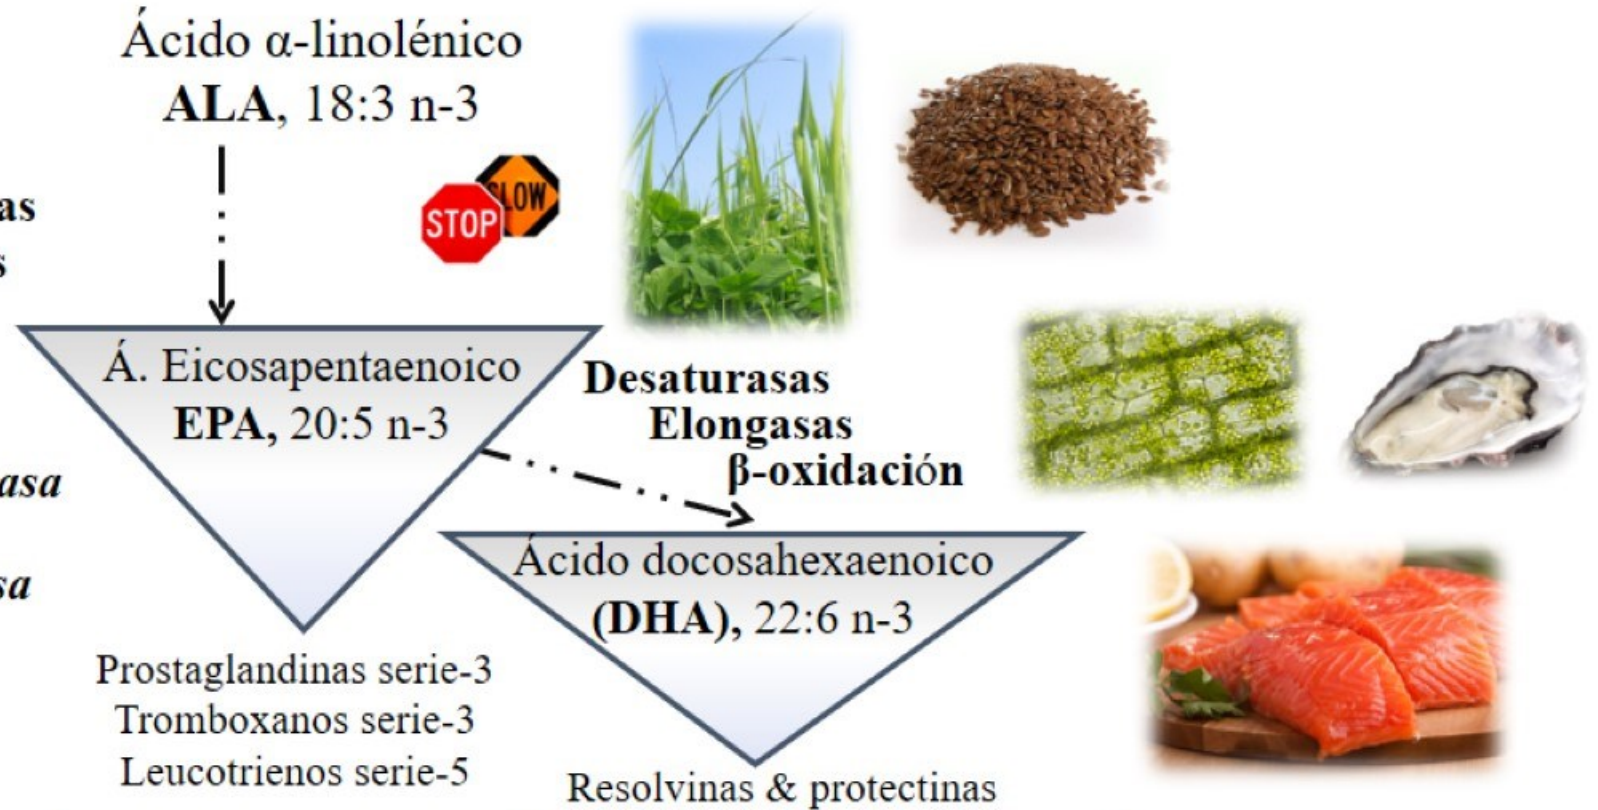 Ácido α-linolénico
ALA, 18:3 n-3
SLOW
STOP
as
s
Á. Eicosapentaenoico
EPA, 20:5 n-3
Desaturasas
Elongasas
β-oxidación
asa
sa
Ácido docosahexaenoico
(DHA), 22:6 n-3
Prostaglandinas serie-3
Tromboxanos serie-3
Leucotrienos serie-5
Resolvinas & protectinas